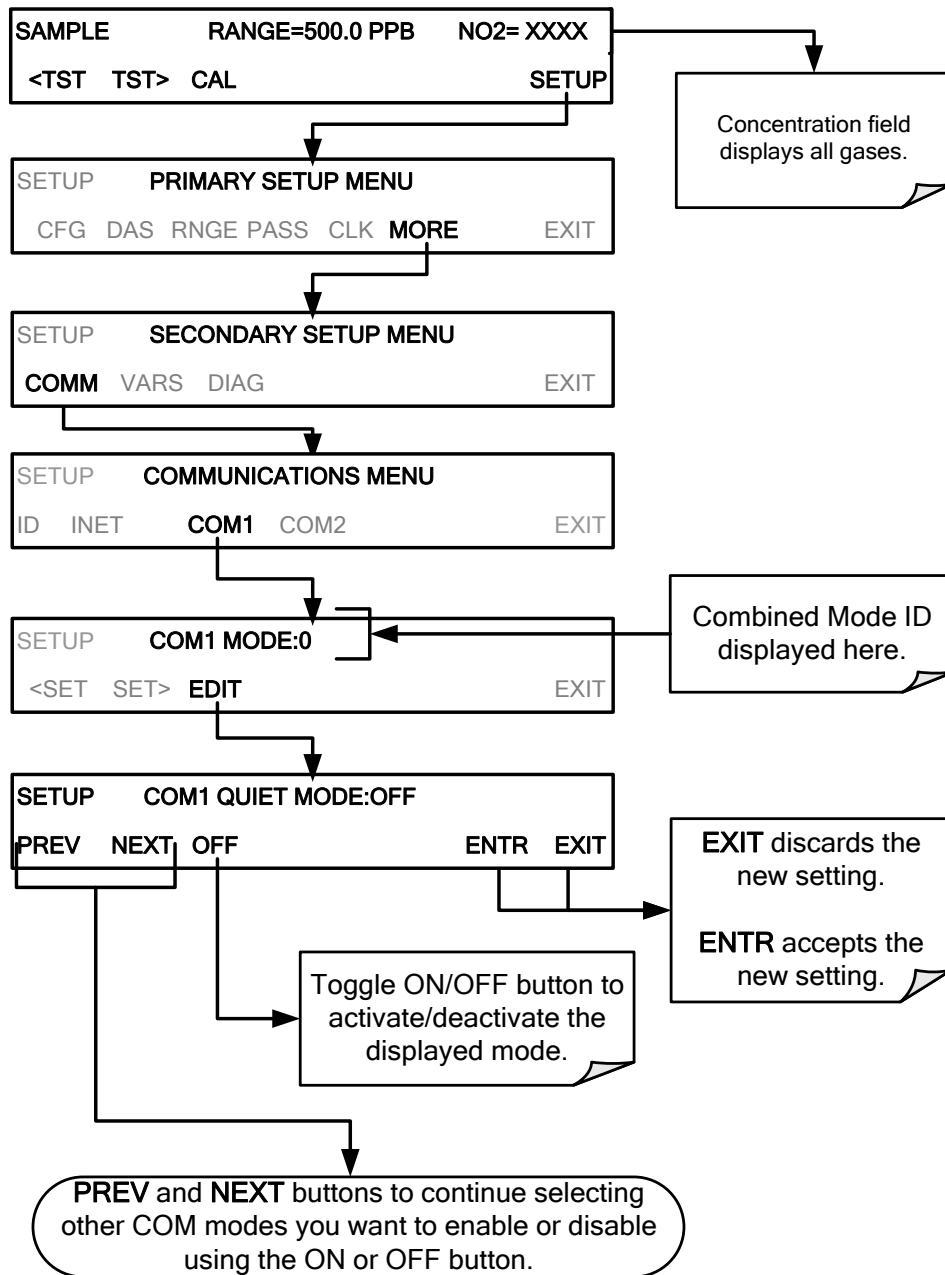 SAMPLE RANGE=500.0 PPB NO2= XXXX
<TST TST> CAL SETUP
Concentration field
displays all gases.
SETUP PRIMARY SETUP MENU
CFG DAS RNGE PASS CLK MORE EXIT
SETUP SECONDARY SETUP MENU
COMM VARS DIAG EXIT
SETUP COMMUNICATIONS MENU
ID INET COM1 COM2 EXIT
SETUP COM1 MODE:0
<SET SET> EDIT EXIT
Combined Mode ID
displayed here.
SETUP COM1 QUIET MODE:OFF
PREV NEXT OFF ENTR EXIT
EXIT discards the
new setting.
ENTR accepts the
new setting.
Toggle ON/OFF button to
activate/deactivate the
displayed mode.
PREV and NEXT buttons to continue selecting
other COM modes you want to enable or disable
using the ON or OFF button.